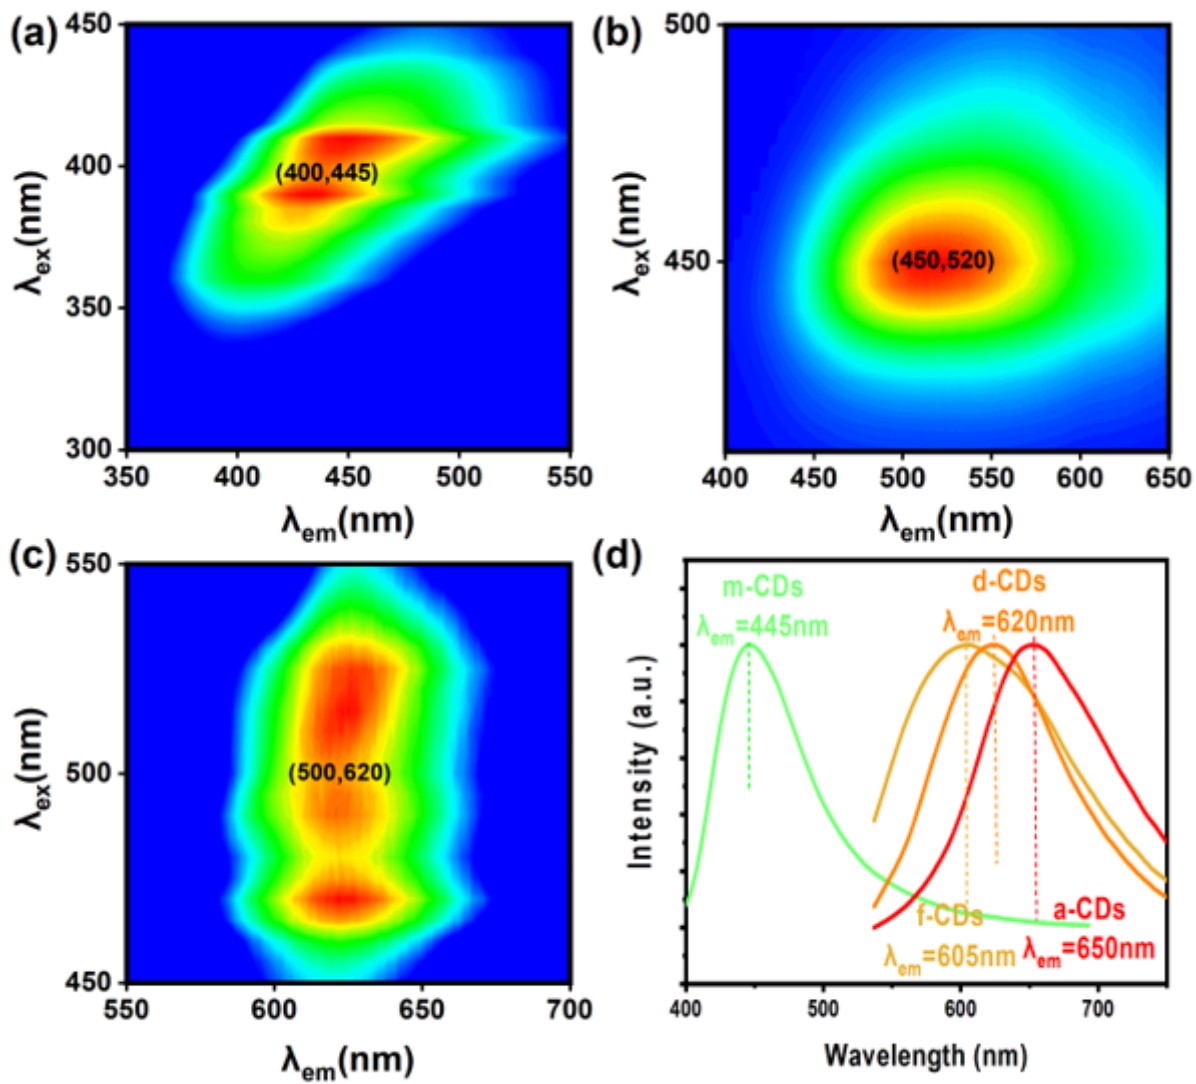 (a)
450
400
350
300
λex(nm)
(400,445)
350 400 450 500 550
λem(nm)
(b)
500
450
λex(nm)
(450,520)
400 450 500 550 600 650
λem(nm)
(c)
550
500
450
λex(nm)
(500,620)
550 600 650 700
λem(nm)
(d)
Intensity (a.u.)
m-CDs
λem=445nm
d-CDs
λem=620nm
f-CDs
λem=605nm
a-CDs
λem=650nm
400 500 600 700
Wavelength (nm)